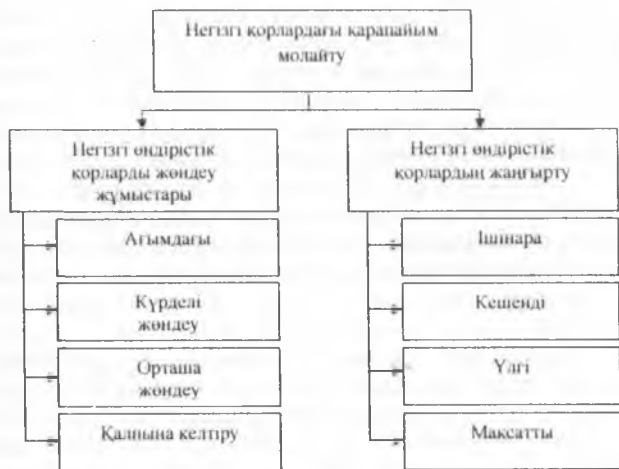 Негізгі қорлардағы қарапайым
молайту
Негізгі өндірістік
қорларды жөндеу
жұмыстары
Ағымдағы
Күрделі
жөндеу
Орташа
жөндеу
Қалпына келтіру
Негізгі өндірістік
қорлардың жаңғырту
Ішінара
Кешенді
Үлгі
Мақсатты